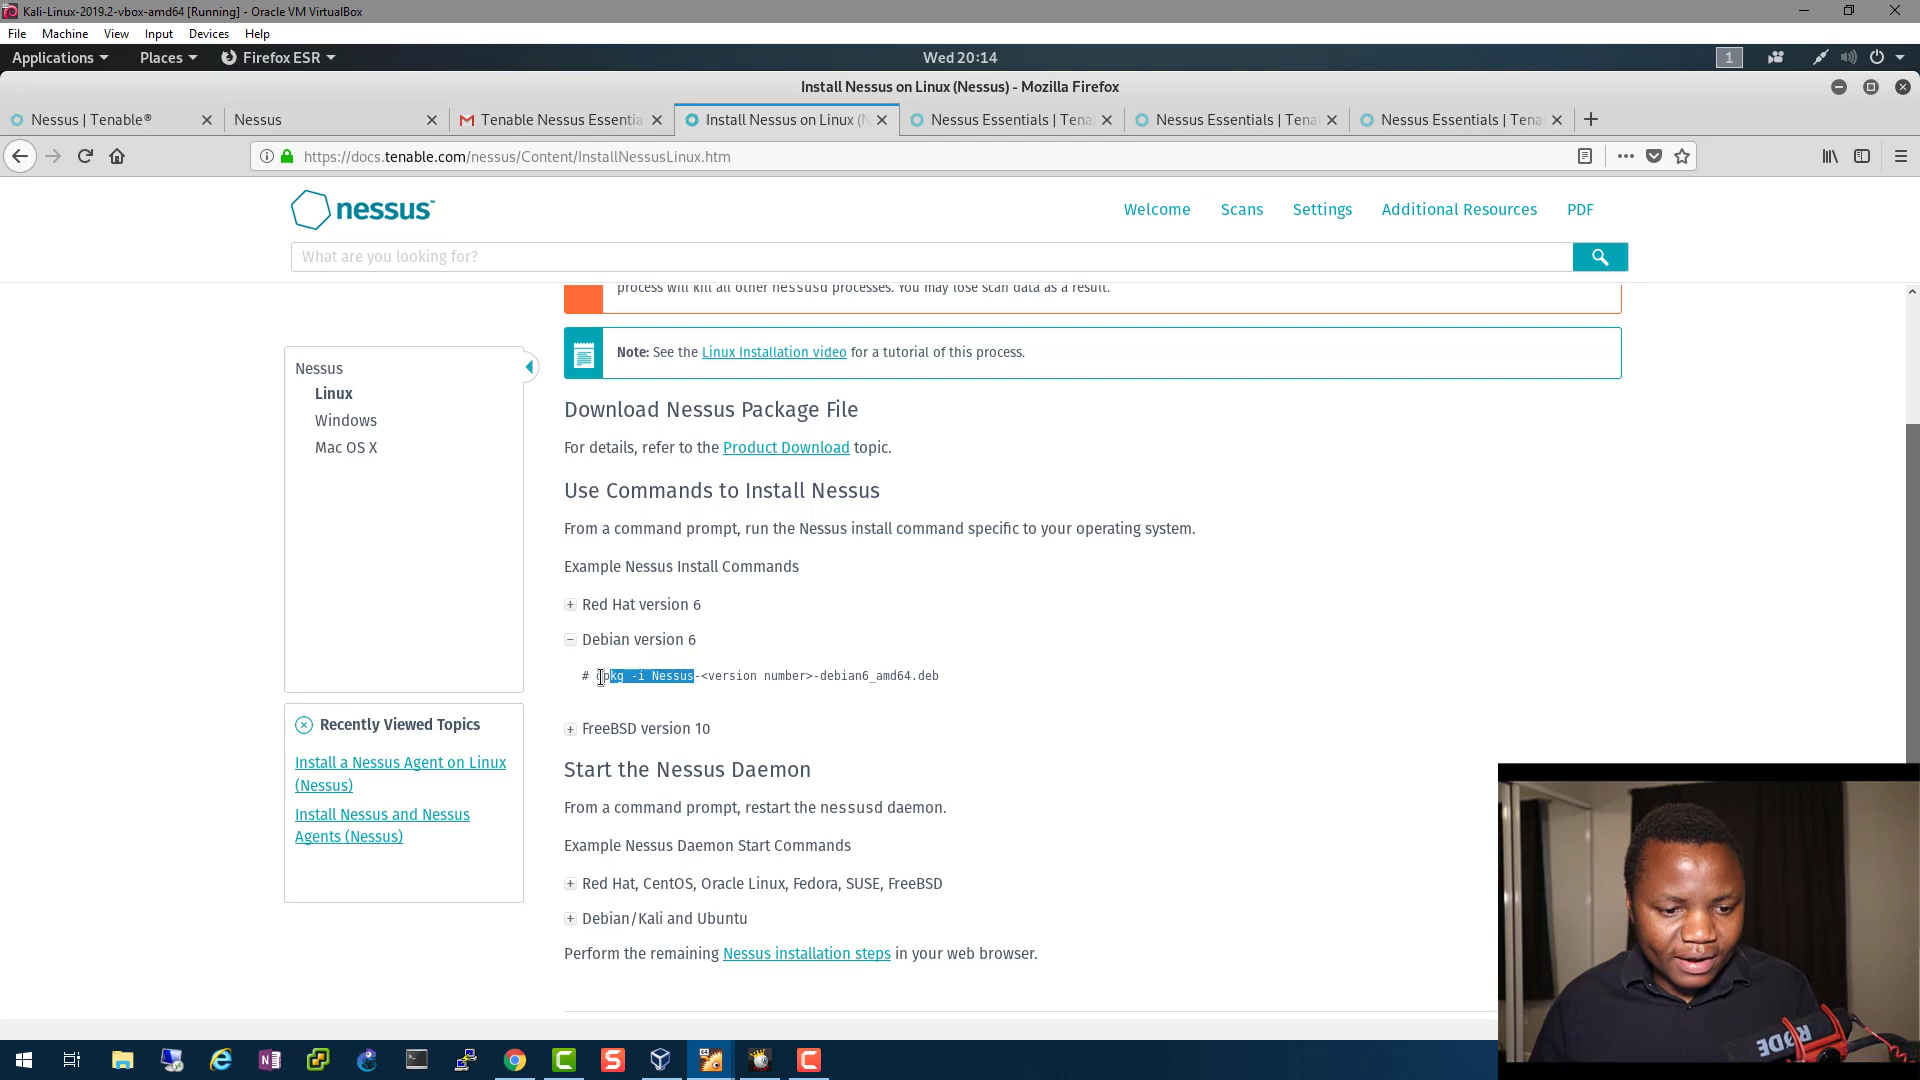 Kali-Linux-2019.2-vbox-amd64 [Running] - Oracle VM VirtualBox
File Machine View Input Devices Help
Applications Places Firefox ESR Wed 20:14 1
Install Nessus on Linux (Nessus) - Mozilla Firefox
Nessus | Tenable® Nessus Tenable Nessus Essentia Install Nessus on Linux (N Nessus Essentials | Tena Nessus Essentials | Tena Nessus Essentials | Tena
https://docs.tenable.com/nessus/Content/InstallNessusLinux.htm
nessus™ Welcome Scans Settings Additional Resources PDF
What are you looking for?
process will kill all other nessusd processes. You may lose scan data as a result.
Note: See the Linux Installation video for a tutorial of this process.
Nessus
Linux
Windows
Mac OS X
Recently Viewed Topics
Install a Nessus Agent on Linux
(Nessus)
Install Nessus and Nessus
Agents (Nessus)
Download Nessus Package File
For details, refer to the Product Download topic.
Use Commands to Install Nessus
From a command prompt, run the Nessus install command specific to your operating system.
Example Nessus Install Commands
Red Hat version 6
Debian version 6
# dpkg -i Nessus-<version number>-debian6_amd64.deb
FreeBSD version 10
Start the Nessus Daemon
From a command prompt, restart the nessusd daemon.
Example Nessus Daemon Start Commands
Red Hat, CentOS, Oracle Linux, Fedora, SUSE, FreeBSD
Debian/Kali and Ubuntu
Perform the remaining Nessus installation steps in your web browser.
RØDE